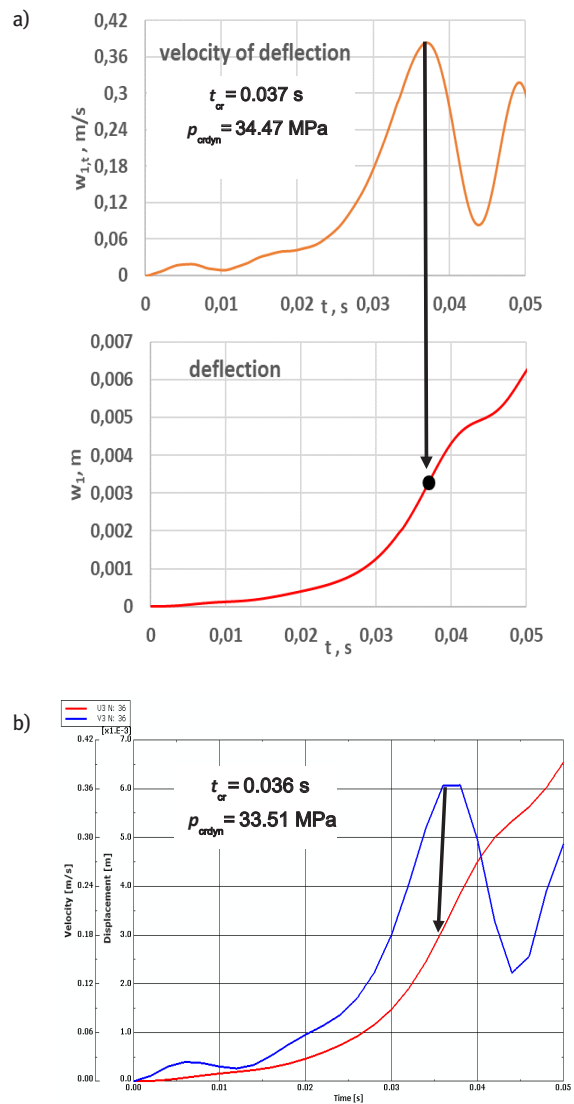 a)
0,42
0,36
0,3
0,24
0,18
0,12
0,06
0
w1,t , m/s
velocity of deflection
tcr = 0.037 s
pcrdyn = 34.47 MPa
0 0,01 0,02 0,03 0,04 0,05
t , s
0,007
0,006
0,005
0,004
0,003
0,002
0,001
0
w1, m
deflection
0 0,01 0,02 0,03 0,04 0,05
t , s
b)
U3 N: 36
V3 N: 36
[x1.E-3]
0.42 7.0
0.36 6.0
0.30 5.0
0.24 4.0
0.18 3.0
0.12 2.0
0.06 1.0
0.00 0.0
Velocity [m/s]
Displacement [m]
tcr = 0.036 s
pcrdyn = 33.51 MPa
0.00 0.01 0.02 0.03 0.04 0.05
Time [s]